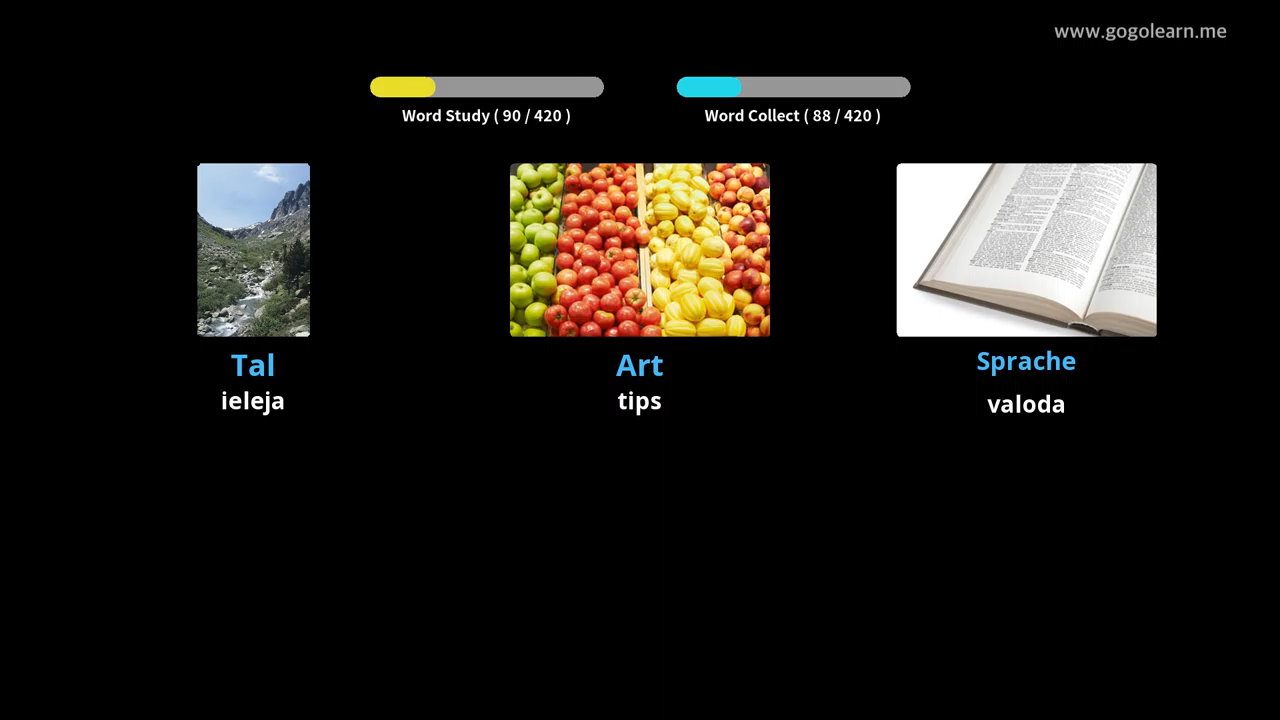 www.gogolearn.me
Word Study ( 90 / 420 )
Word Collect ( 88 / 420 )
Tal
ieleja
Art
tips
Sprache
valoda